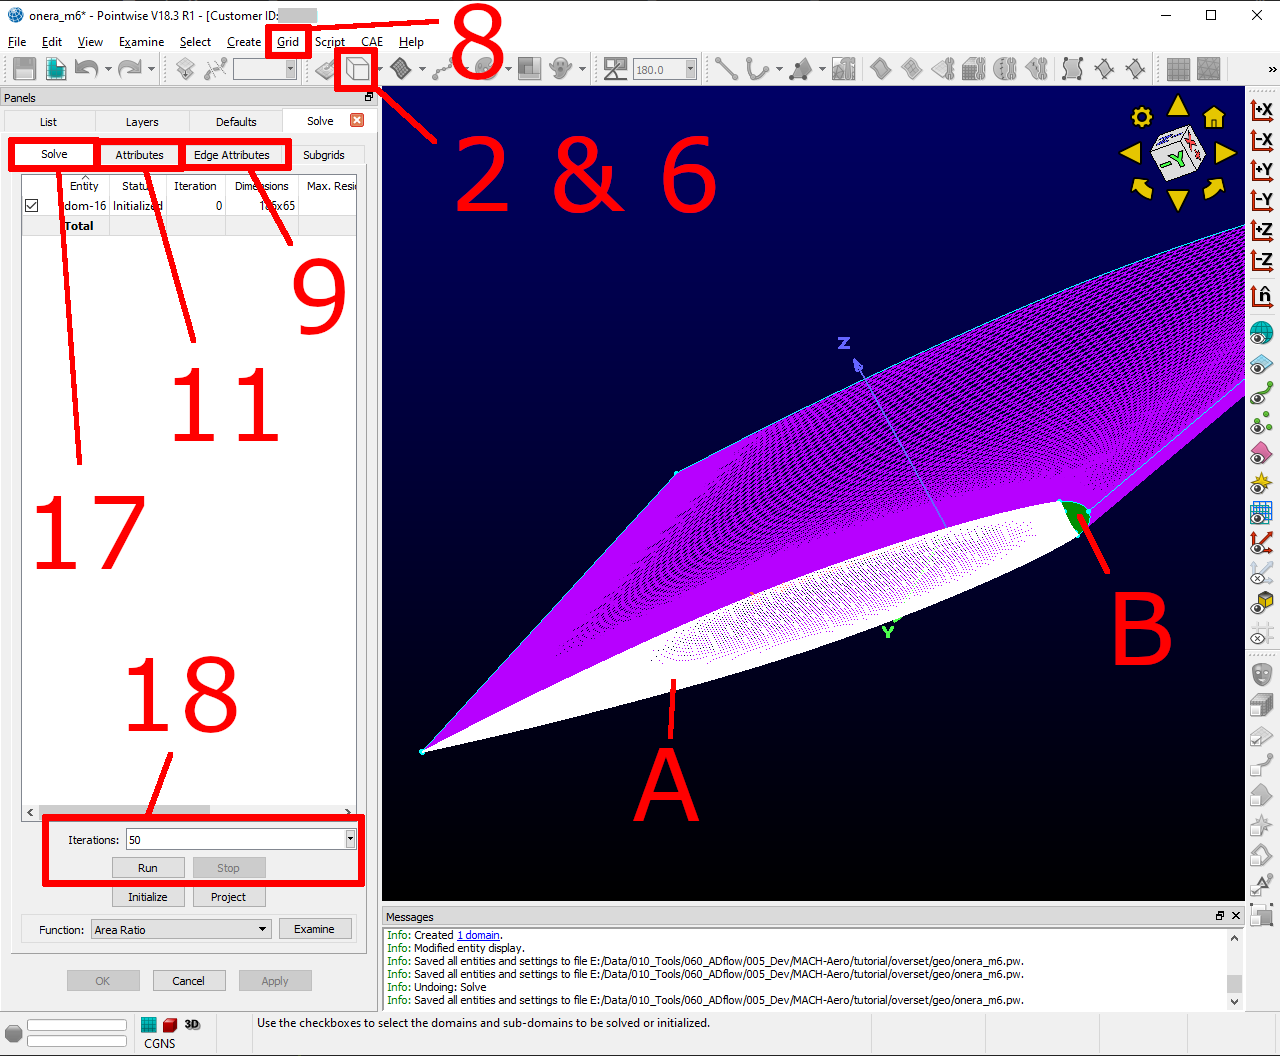 onera_m6* - Pointwise V18.3 R1 - [Customer ID:
File Edit View Examine Select Create Grid Script CAE Help
8
180.0
»
Panels
List Layers Defaults Solve
Solve Attributes Edge Attributes Subgrids
2 & 6
Entity Status Iteration Dimensions Max. Resi
dom-16 Initialized 0 185x65
Total
9
11
17
18
Iterations: 50
Run Stop
Initialize Project
Function: Area Ratio Examine
OK Cancel Apply
Z
Y
-Y
X
A
B
+X
-X
+Y
-Y
+Z
-Z
n̂
Messages
Info: Created 1 domain.
Info: Modified entity display.
Info: Saved all entities and settings to file E:/Data/010_Tools/060_ADflow/005_Dev/MACH-Aero/tutorial/overset/geo/onera_m6.pw.
Info: Saved all entities and settings to file E:/Data/010_Tools/060_ADflow/005_Dev/MACH-Aero/tutorial/overset/geo/onera_m6.pw.
Info: Undoing: Solve
Info: Saved all entities and settings to file E:/Data/010_Tools/060_ADflow/005_Dev/MACH-Aero/tutorial/overset/geo/onera_m6.pw.
3D
CGNS
Use the checkboxes to select the domains and sub-domains to be solved or initialized.